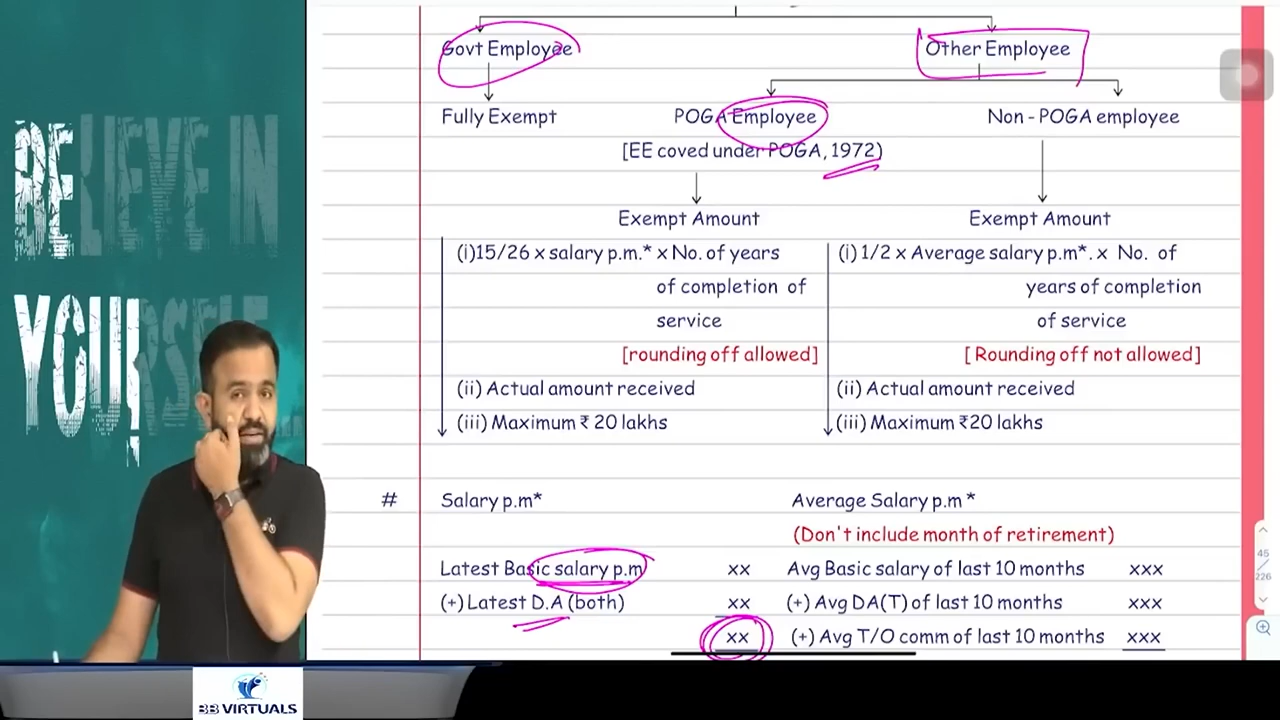 BELIEVE IN
YOURSELF
Govt Employee
Other Employee
Fully Exempt
POGA Employee
Non - POGA employee
[EE coved under POGA, 1972)
Exempt Amount
Exempt Amount
(i)15/26 x salary p.m.* x No. of years
of completion of
service
[rounding off allowed]
(ii) Actual amount received
(iii) Maximum ₹ 20 lakhs
(i) 1/2 x Average salary p.m*. x No. of
years of completion
of service
[ Rounding off not allowed]
(ii) Actual amount received
(iii) Maximum ₹20 lakhs
# Salary p.m*
Average Salary p.m *
(Don't include month of retirement)
Latest Basic salary p.m xx
(+) Latest D.A (both) xx
xx
Avg Basic salary of last 10 months xxx
(+) Avg DA(T) of last 10 months xxx
(+) Avg T/O comm of last 10 months xxx
45
226
BB VIRTUALS